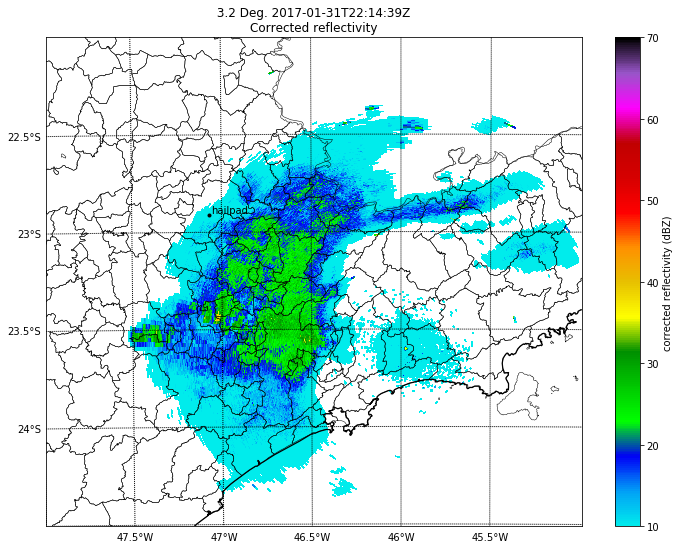 3.2 Deg. 2017-01-31T22:14:39Z
Corrected reflectivity
70
60
50
40
30
20
10
corrected reflectivity (dBZ)
22.5°S
23°S
23.5°S
24°S
hailpad
47.5°W
47°W
46.5°W
46°W
45.5°W